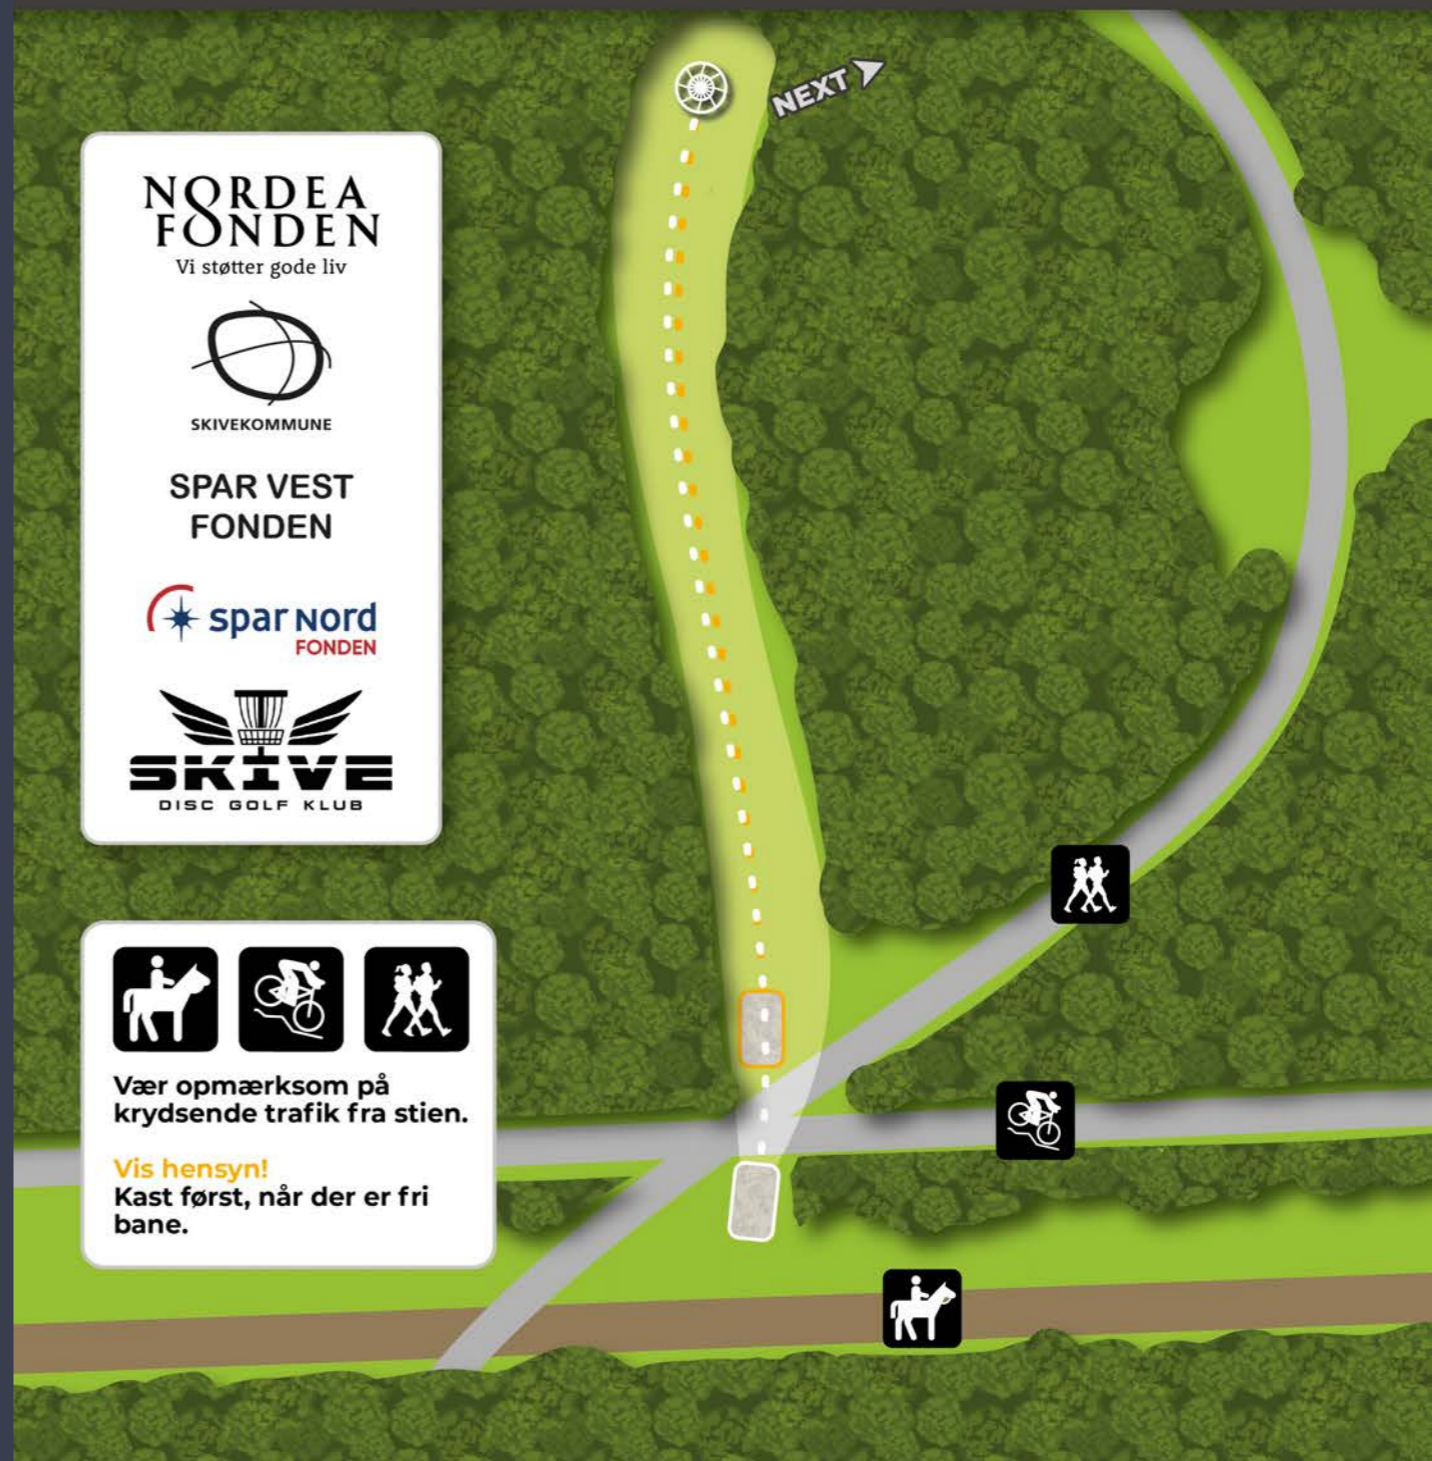 NEXT
NORDEA
FONDEN
Vi støtter gode liv
SKIVEKOMMUNE
SPAR VEST
FONDEN
spar nord
FONDEN
SKIVE
DISC GOLF KLUB
Vær opmærksom på
krydsende trafik fra stien.
Vis hensyn!
Kast først, når der er fri
bane.